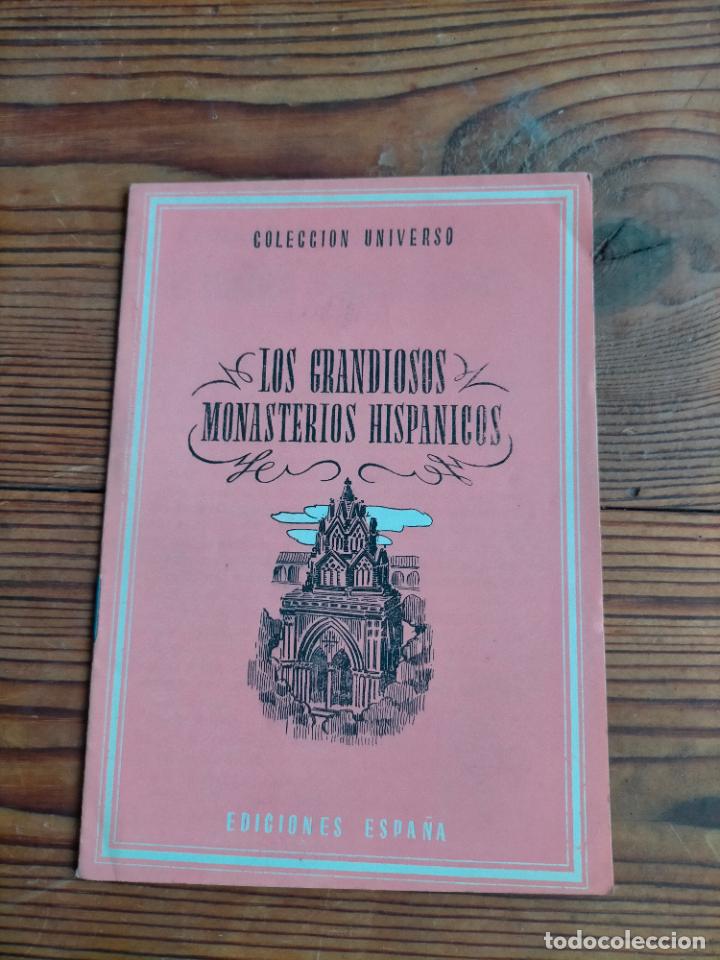 COLECCION UNIVERSO
LOS GRANDIOSOS
MONASTERIOS HISPANICOS
EDICIONES ESPAÑA
todocoleccion